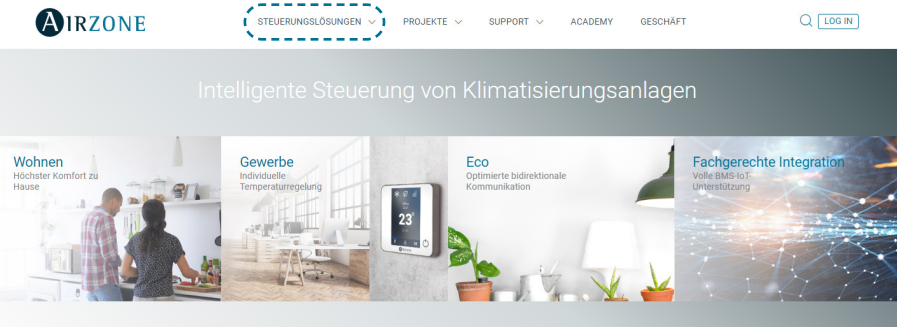 AIRZONE
STEUERUNGSLÖSUNGEN
PROJEKTE
SUPPORT
ACADEMY
GESCHÄFT
LOG IN
Intelligente Steuerung von Klimatisierungsanlagen
Wohnen
Höchster Komfort zu
Hause
Gewerbe
Individuelle
Temperaturregelung
23°
Eco
Optimierte bidirektionale
Kommunikation
Fachgerechte Integration
Volle BMS-IoT-
Unterstützung